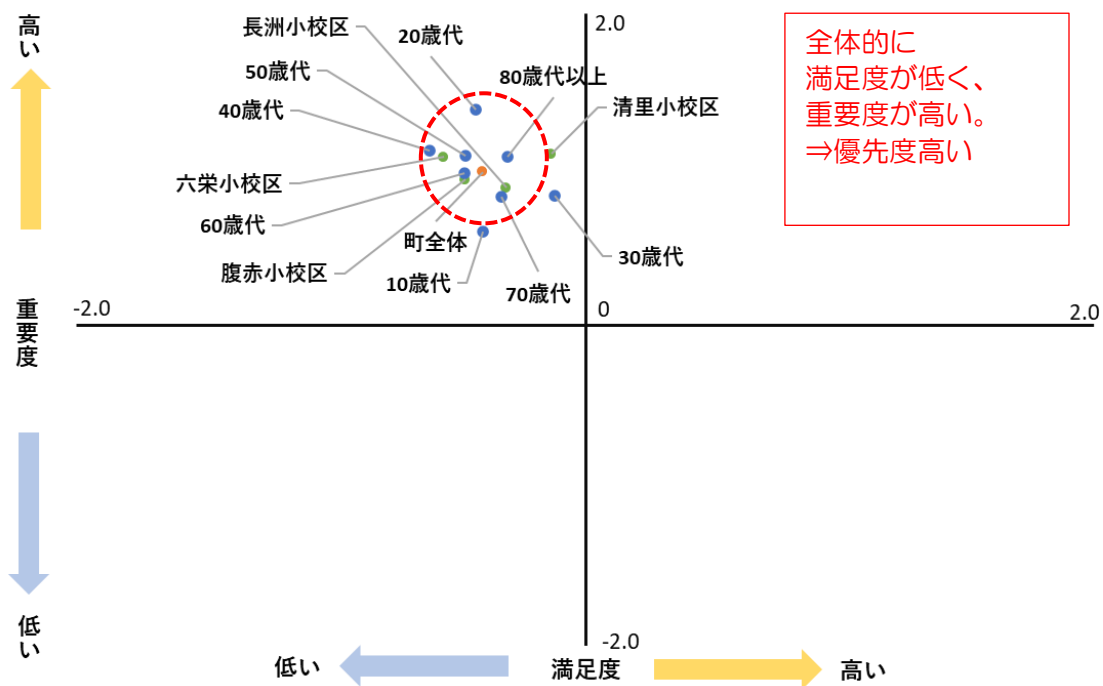 高い
重要度
低い
長洲小校区
20歳代
2.0
50歳代
80歳代以上
40歳代
清里小校区
六栄小校区
60歳代
町全体
腹赤小校区
10歳代
70歳代
30歳代
-2.0
0
2.0
-2.0
低い
満足度
高い
全体的に
満足度が低く、
重要度が高い。
⇒優先度高い